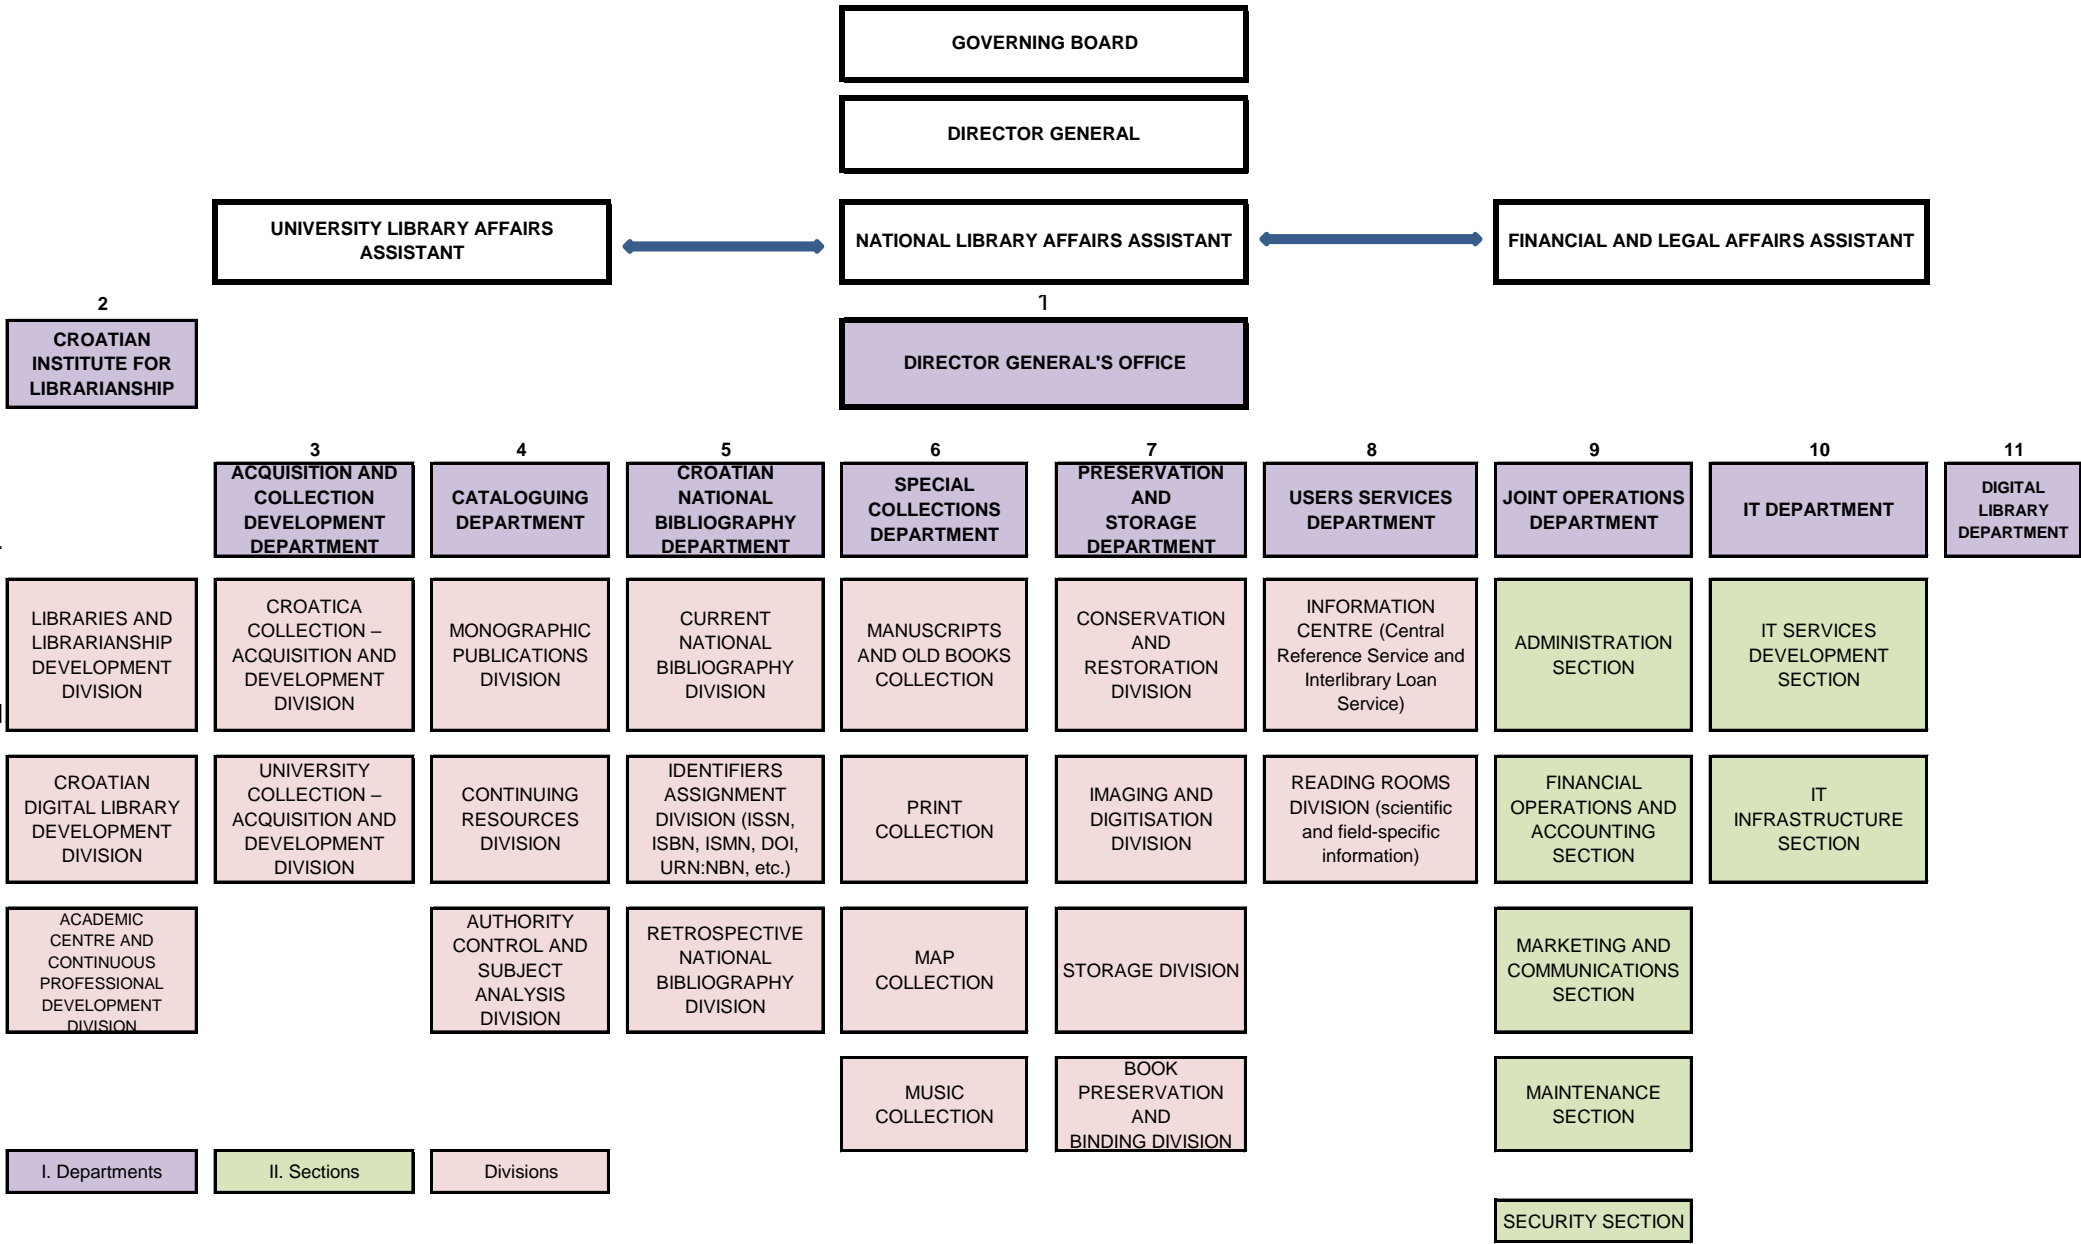 GOVERNING BOARD
DIRECTOR GENERAL
UNIVERSITY LIBRARY AFFAIRS
ASSISTANT
NATIONAL LIBRARY AFFAIRS ASSISTANT
FINANCIAL AND LEGAL AFFAIRS ASSISTANT
2
CROATIAN
INSTITUTE FOR
LIBRARIANSHIP
1
DIRECTOR GENERAL'S OFFICE
3
ACQUISITION AND
COLLECTION
DEVELOPMENT
DEPARTMENT
4
CATALOGUING
DEPARTMENT
5
CROATIAN
NATIONAL
BIBLIOGRAPHY
DEPARTMENT
6
SPECIAL
COLLECTIONS
DEPARTMENT
7
PRESERVATION
AND
STORAGE
DEPARTMENT
8
USERS SERVICES
DEPARTMENT
9
JOINT OPERATIONS
DEPARTMENT
10
IT DEPARTMENT
11
DIGITAL
LIBRARY
DEPARTMENT
LIBRARIES AND
LIBRARIANSHIP
DEVELOPMENT
DIVISION
CROATICA
COLLECTION –
ACQUISITION AND
DEVELOPMENT
DIVISION
MONOGRAPHIC
PUBLICATIONS
DIVISION
CURRENT
NATIONAL
BIBLIOGRAPHY
DIVISION
MANUSCRIPTS
AND OLD BOOKS
COLLECTION
CONSERVATION
AND
RESTORATION
DIVISION
INFORMATION
CENTRE (Central
Reference Service and
Interlibrary Loan
Service)
ADMINISTRATION
SECTION
IT SERVICES
DEVELOPMENT
SECTION
CROATIAN
DIGITAL LIBRARY
DEVELOPMENT
DIVISION
UNIVERSITY
COLLECTION –
ACQUISITION AND
DEVELOPMENT
DIVISION
CONTINUING
RESOURCES
DIVISION
IDENTIFIERS
ASSIGNMENT
DIVISION (ISSN,
ISBN, ISMN, DOI,
URN:NBN, etc.)
PRINT
COLLECTION
IMAGING AND
DIGITISATION
DIVISION
READING ROOMS
DIVISION (scientific
and field-specific
information)
FINANCIAL
OPERATIONS AND
ACCOUNTING
SECTION
IT
INFRASTRUCTURE
SECTION
ACADEMIC
CENTRE AND
CONTINUOUS
PROFESSIONAL
DEVELOPMENT
DIVISION
AUTHORITY
CONTROL AND
SUBJECT
ANALYSIS
DIVISION
RETROSPECTIVE
NATIONAL
BIBLIOGRAPHY
DIVISION
MAP
COLLECTION
STORAGE DIVISION
MARKETING AND
COMMUNICATIONS
SECTION
MUSIC
COLLECTION
BOOK
PRESERVATION
AND
BINDING DIVISION
MAINTENANCE
SECTION
I. Departments
II. Sections
Divisions
SECURITY SECTION